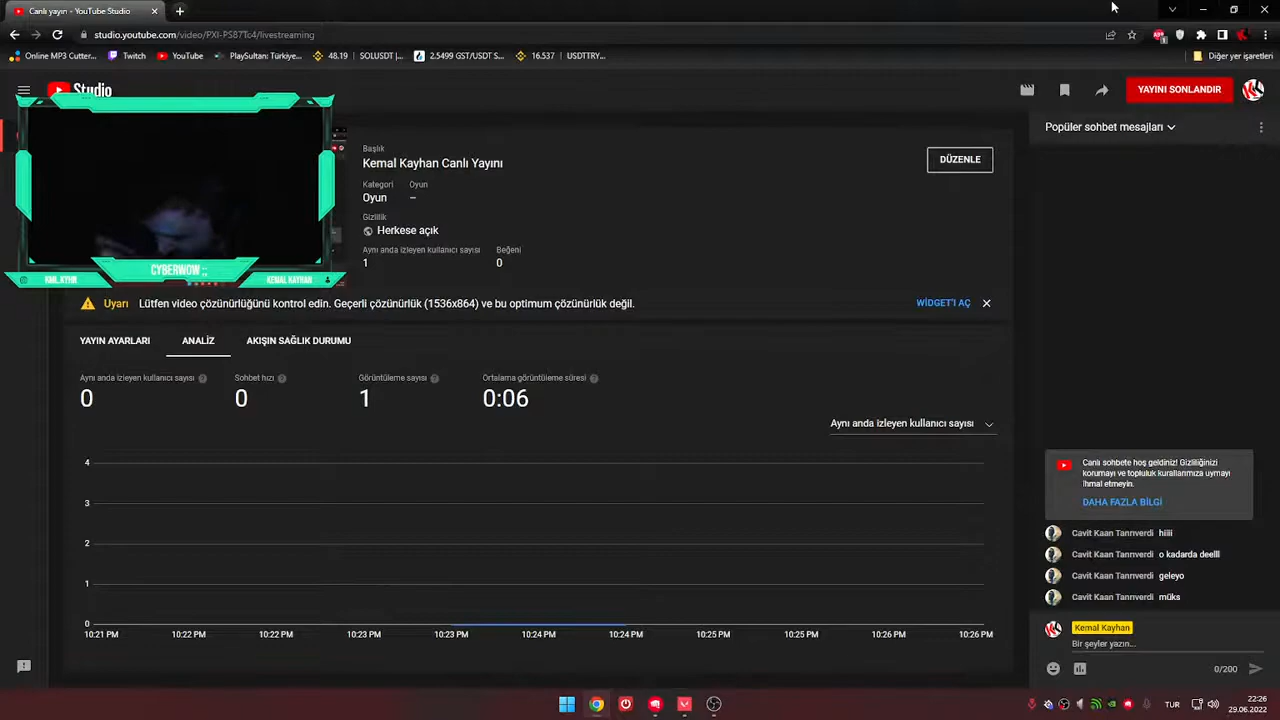 Canlı yayın - YouTube Studio
studio.youtube.com/video/PXI-PS87Tc4/livestreaming
Online MP3 Cutter...
Twitch
YouTube
PlaySultan: Türkiye...
48.19 | SOLUSDT |...
2.5499 GST/USDT S...
16.537 | USDTTRY...
Diğer yer işaretleri
Studio
YAYINI SONLANDIR
Popüler sohbet mesajları
Başlık
Kemal Kayhan Canlı Yayını
DÜZENLE
Kategori Oyun
Oyun –
Gizlilik
Herkese açık
Aynı anda izleyen kullanıcı sayısı Beğeni
1 0
CYBERWOW ;;
KEMAL KAYHAN
Uyarı Lütfen video çözünürlüğünü kontrol edin. Geçerli çözünürlük (1536x864) ve bu optimum çözünürlük değil.
WİDGET'I AÇ
YAYIN AYARLARI ANALİZ AKIŞIN SAĞLIK DURUMU
Aynı anda izleyen kullanıcı sayısı Sohbet hızı Görüntüleme sayısı Ortalama görüntüleme süresi
0 0 1 0:06
Aynı anda izleyen kullanıcı sayısı
4
3
2
1
0
10:21 PM 10:22 PM 10:22 PM 10:23 PM 10:23 PM 10:24 PM 10:24 PM 10:25 PM 10:25 PM 10:26 PM 10:26 PM
Canlı sohbete hoş geldiniz! Gizliliğinizi
korumayı ve topluluk kurallarımıza uymayı
ihmal etmeyin.
DAHA FAZLA BİLGİ
Cavit Kaan Tanrıverdi hiiii
Cavit Kaan Tanrıverdi o kadarda deelll
Cavit Kaan Tanrıverdi geleyo
Cavit Kaan Tanrıverdi müks
Kemal Kayhan
Bir şeyler yazın...
0/200
TUR
22:26
29.06.2022